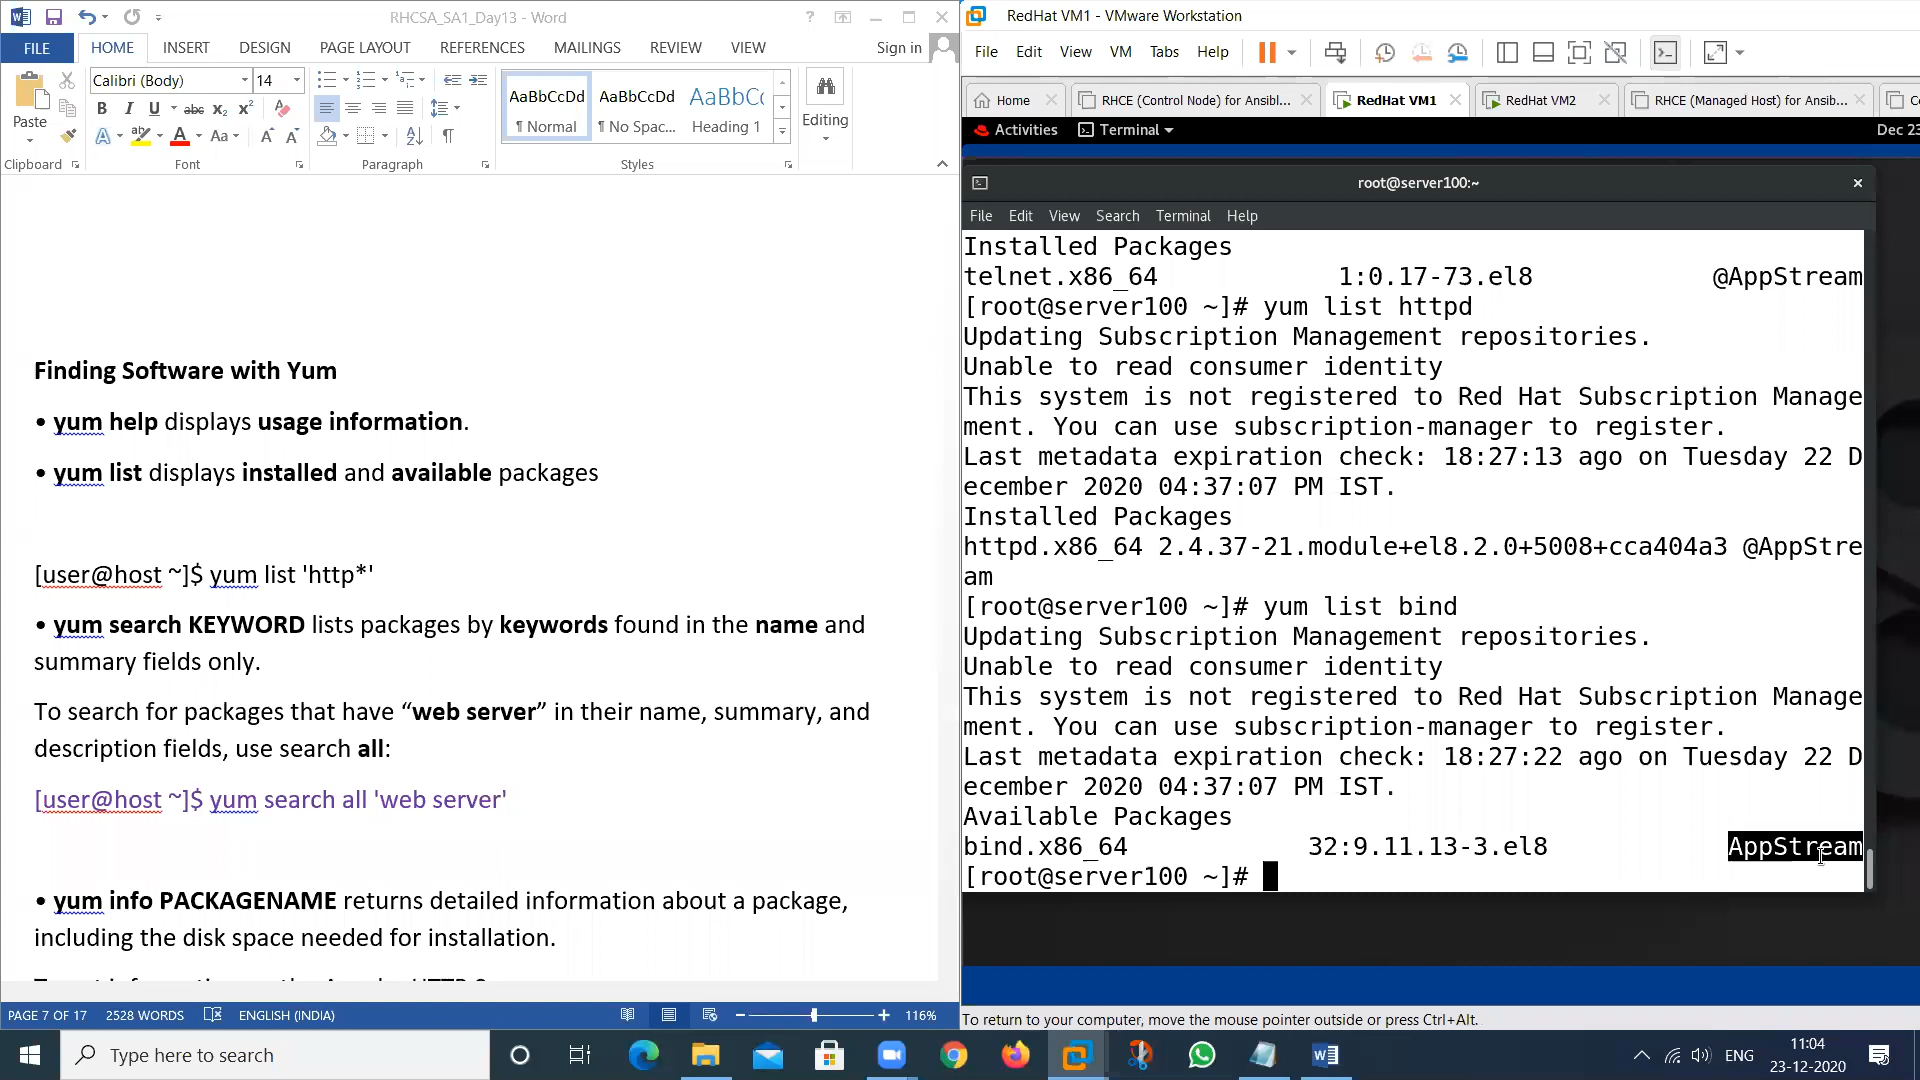 RHCSA_SA1_Day13 - Word
FILE
HOME
INSERT
DESIGN
PAGE LAYOUT
REFERENCES
MAILINGS
REVIEW
VIEW
Sign in
Paste
Clipboard
Calibri (Body)
14
Font
Paragraph
AaBbCcDd
¶ Normal
AaBbCcDd
¶ No Spac...
AaBbCc
Heading 1
Styles
Editing
Finding Software with Yum
• yum help displays usage information.
• yum list displays installed and available packages
[user@host ~]$ yum list 'http*'
• yum search KEYWORD lists packages by keywords found in the name and
summary fields only.
To search for packages that have “web server” in their name, summary, and
description fields, use search all:
[user@host ~]$ yum search all 'web server'
• yum info PACKAGENAME returns detailed information about a package,
including the disk space needed for installation.
PAGE 7 OF 17
2528 WORDS
ENGLISH (INDIA)
116%
RedHat VM1 - VMware Workstation
File Edit View VM Tabs Help
Home
RHCE (Control Node) for Ansibl...
RedHat VM1
RedHat VM2
RHCE (Managed Host) for Ansib...
Activities
Terminal
Dec 23
root@server100:~
File Edit View Search Terminal Help
Installed Packages
telnet.x86_64 1:0.17-73.el8 @AppStream
[root@server100 ~]# yum list httpd
Updating Subscription Management repositories.
Unable to read consumer identity
This system is not registered to Red Hat Subscription Manage
ment. You can use subscription-manager to register.
Last metadata expiration check: 18:27:13 ago on Tuesday 22 D
ecember 2020 04:37:07 PM IST.
Installed Packages
httpd.x86_64 2.4.37-21.module+el8.2.0+5008+cca404a3 @AppStre
am
[root@server100 ~]# yum list bind
Updating Subscription Management repositories.
Unable to read consumer identity
This system is not registered to Red Hat Subscription Manage
ment. You can use subscription-manager to register.
Last metadata expiration check: 18:27:22 ago on Tuesday 22 D
ecember 2020 04:37:07 PM IST.
Available Packages
bind.x86_64 32:9.11.13-3.el8 AppStream
[root@server100 ~]#
To return to your computer, move the mouse pointer outside or press Ctrl+Alt.
Type here to search
ENG
11:04
23-12-2020